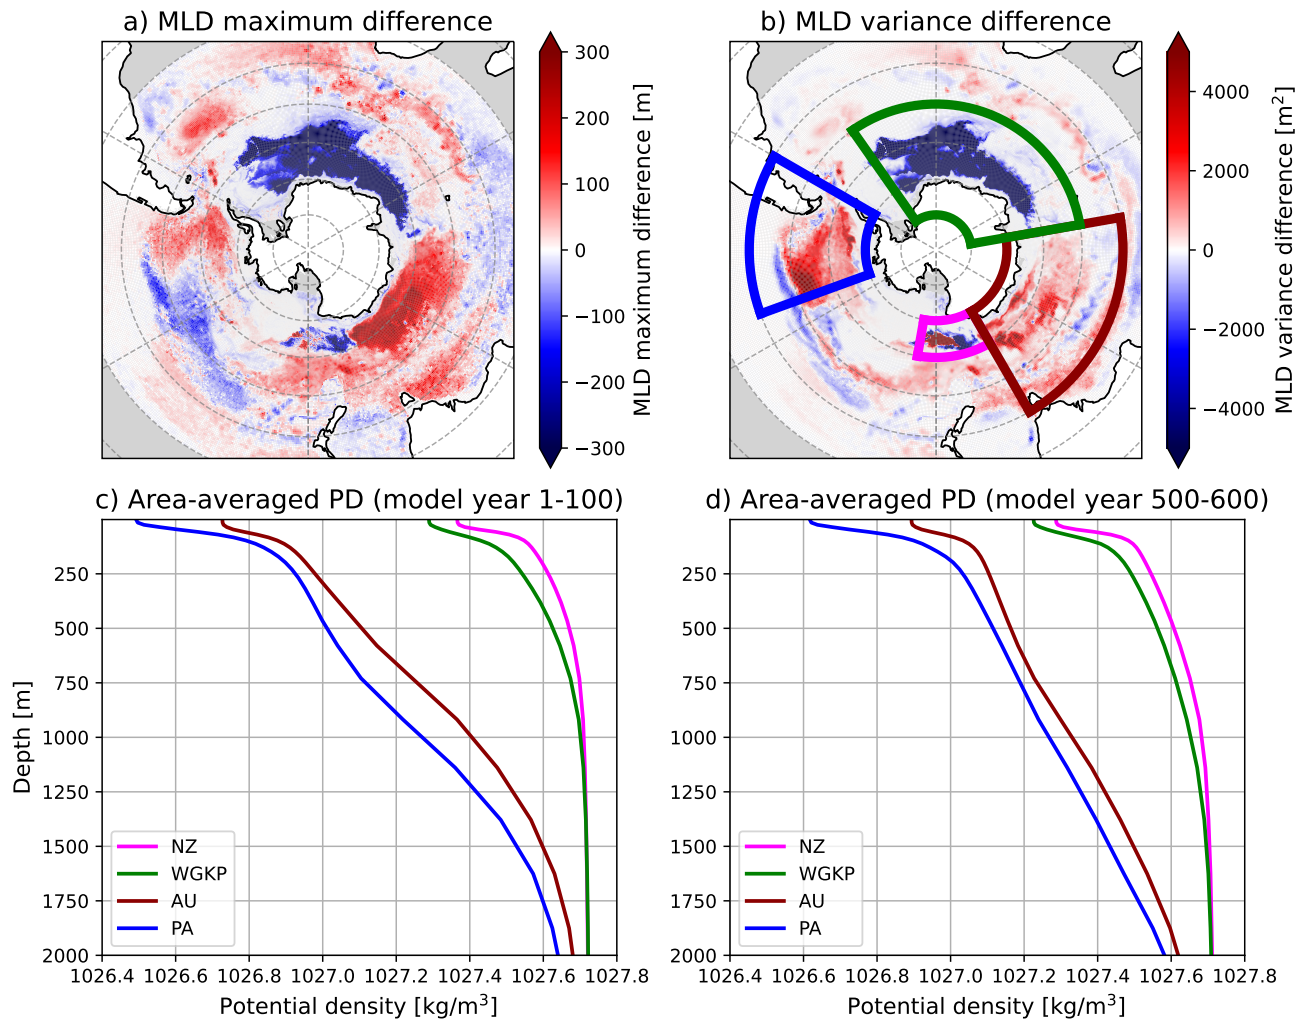 a) MLD maximum difference
b) MLD variance difference
300
200
100
0
−100
−200
−300
MLD maximum difference [m]
4000
2000
0
−2000
−4000
MLD variance difference [m²]
c) Area-averaged PD (model year 1-100)
d) Area-averaged PD (model year 500-600)
250
500
750
1000
1250
1500
1750
2000
Depth [m]
NZ
WGKP
AU
PA
1026.4 1026.6 1026.8 1027.0 1027.2 1027.4 1027.6 1027.8
Potential density [kg/m³]
250
500
750
1000
1250
1500
1750
2000
NZ
WGKP
AU
PA
1026.4 1026.6 1026.8 1027.0 1027.2 1027.4 1027.6 1027.8
Potential density [kg/m³]